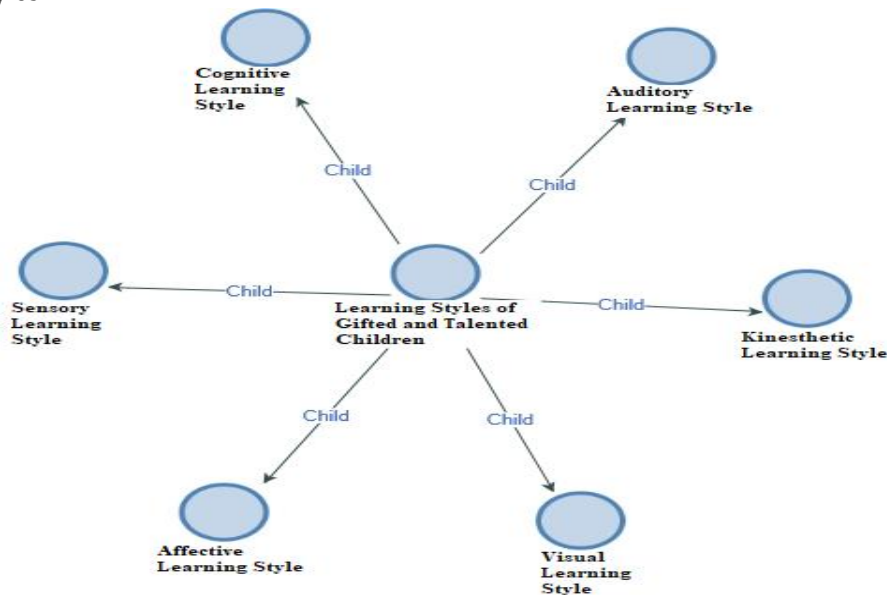 Cognitive
Learning
Style
Auditory
Learning Style
Child
Child
Sensory
Learning
Style
Child
Learning Styles of
Gifted and Talented
Children
Child
Kinesthetic
Learning Style
Child
Child
Affective
Learning Style
Visual
Learning
Style